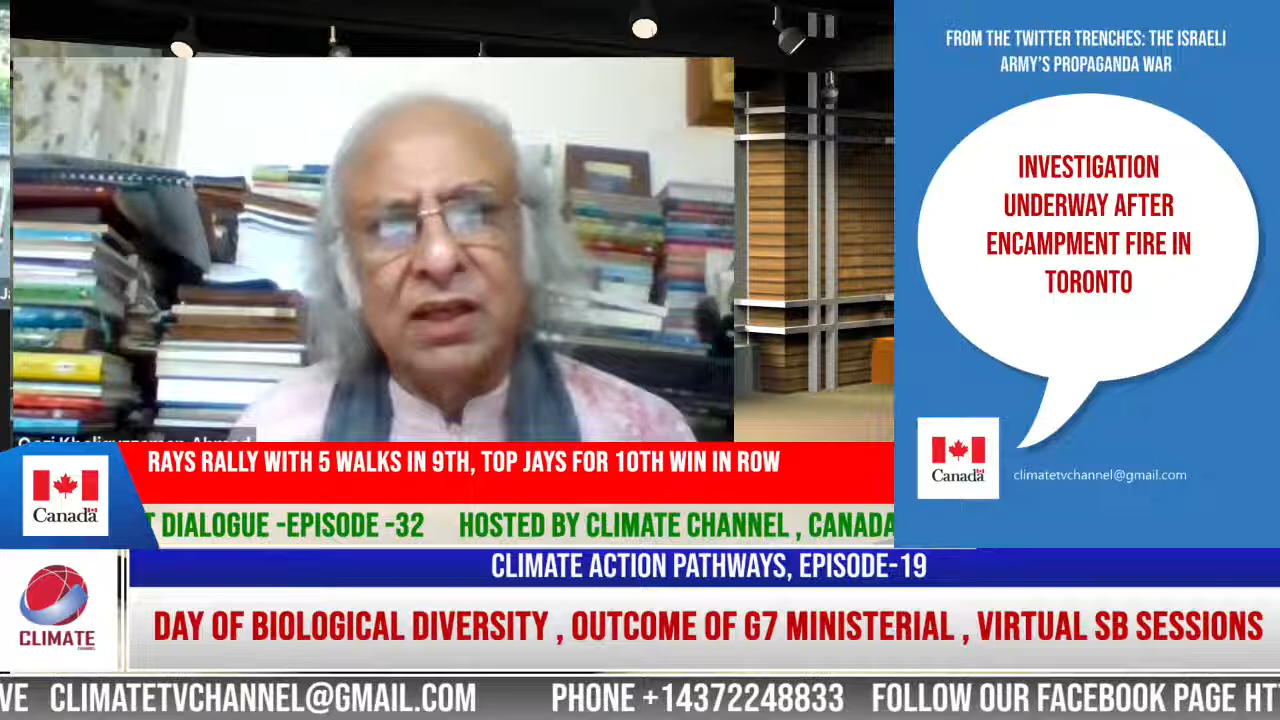 FROM THE TWITTER TRENCHES: THE ISRAELI
ARMY'S PROPAGANDA WAR
INVESTIGATION
UNDERWAY AFTER
ENCAMPMENT FIRE IN
TORONTO
Canada
climatetvchannel@gmail.com
RAYS RALLY WITH 5 WALKS IN 9TH, TOP JAYS FOR 10TH WIN IN ROW
Canada
T DIALOGUE -EPISODE -32 HOSTED BY CLIMATE CHANNEL , CANADA
CLIMATE ACTION PATHWAYS, EPISODE-19
CLIMATE
CHANNEL
DAY OF BIOLOGICAL DIVERSITY , OUTCOME OF G7 MINISTERIAL , VIRTUAL SB SESSIONS
VE CLIMATETVCHANNEL@GMAIL.COM PHONE +14372248833 FOLLOW OUR FACEBOOK PAGE HT